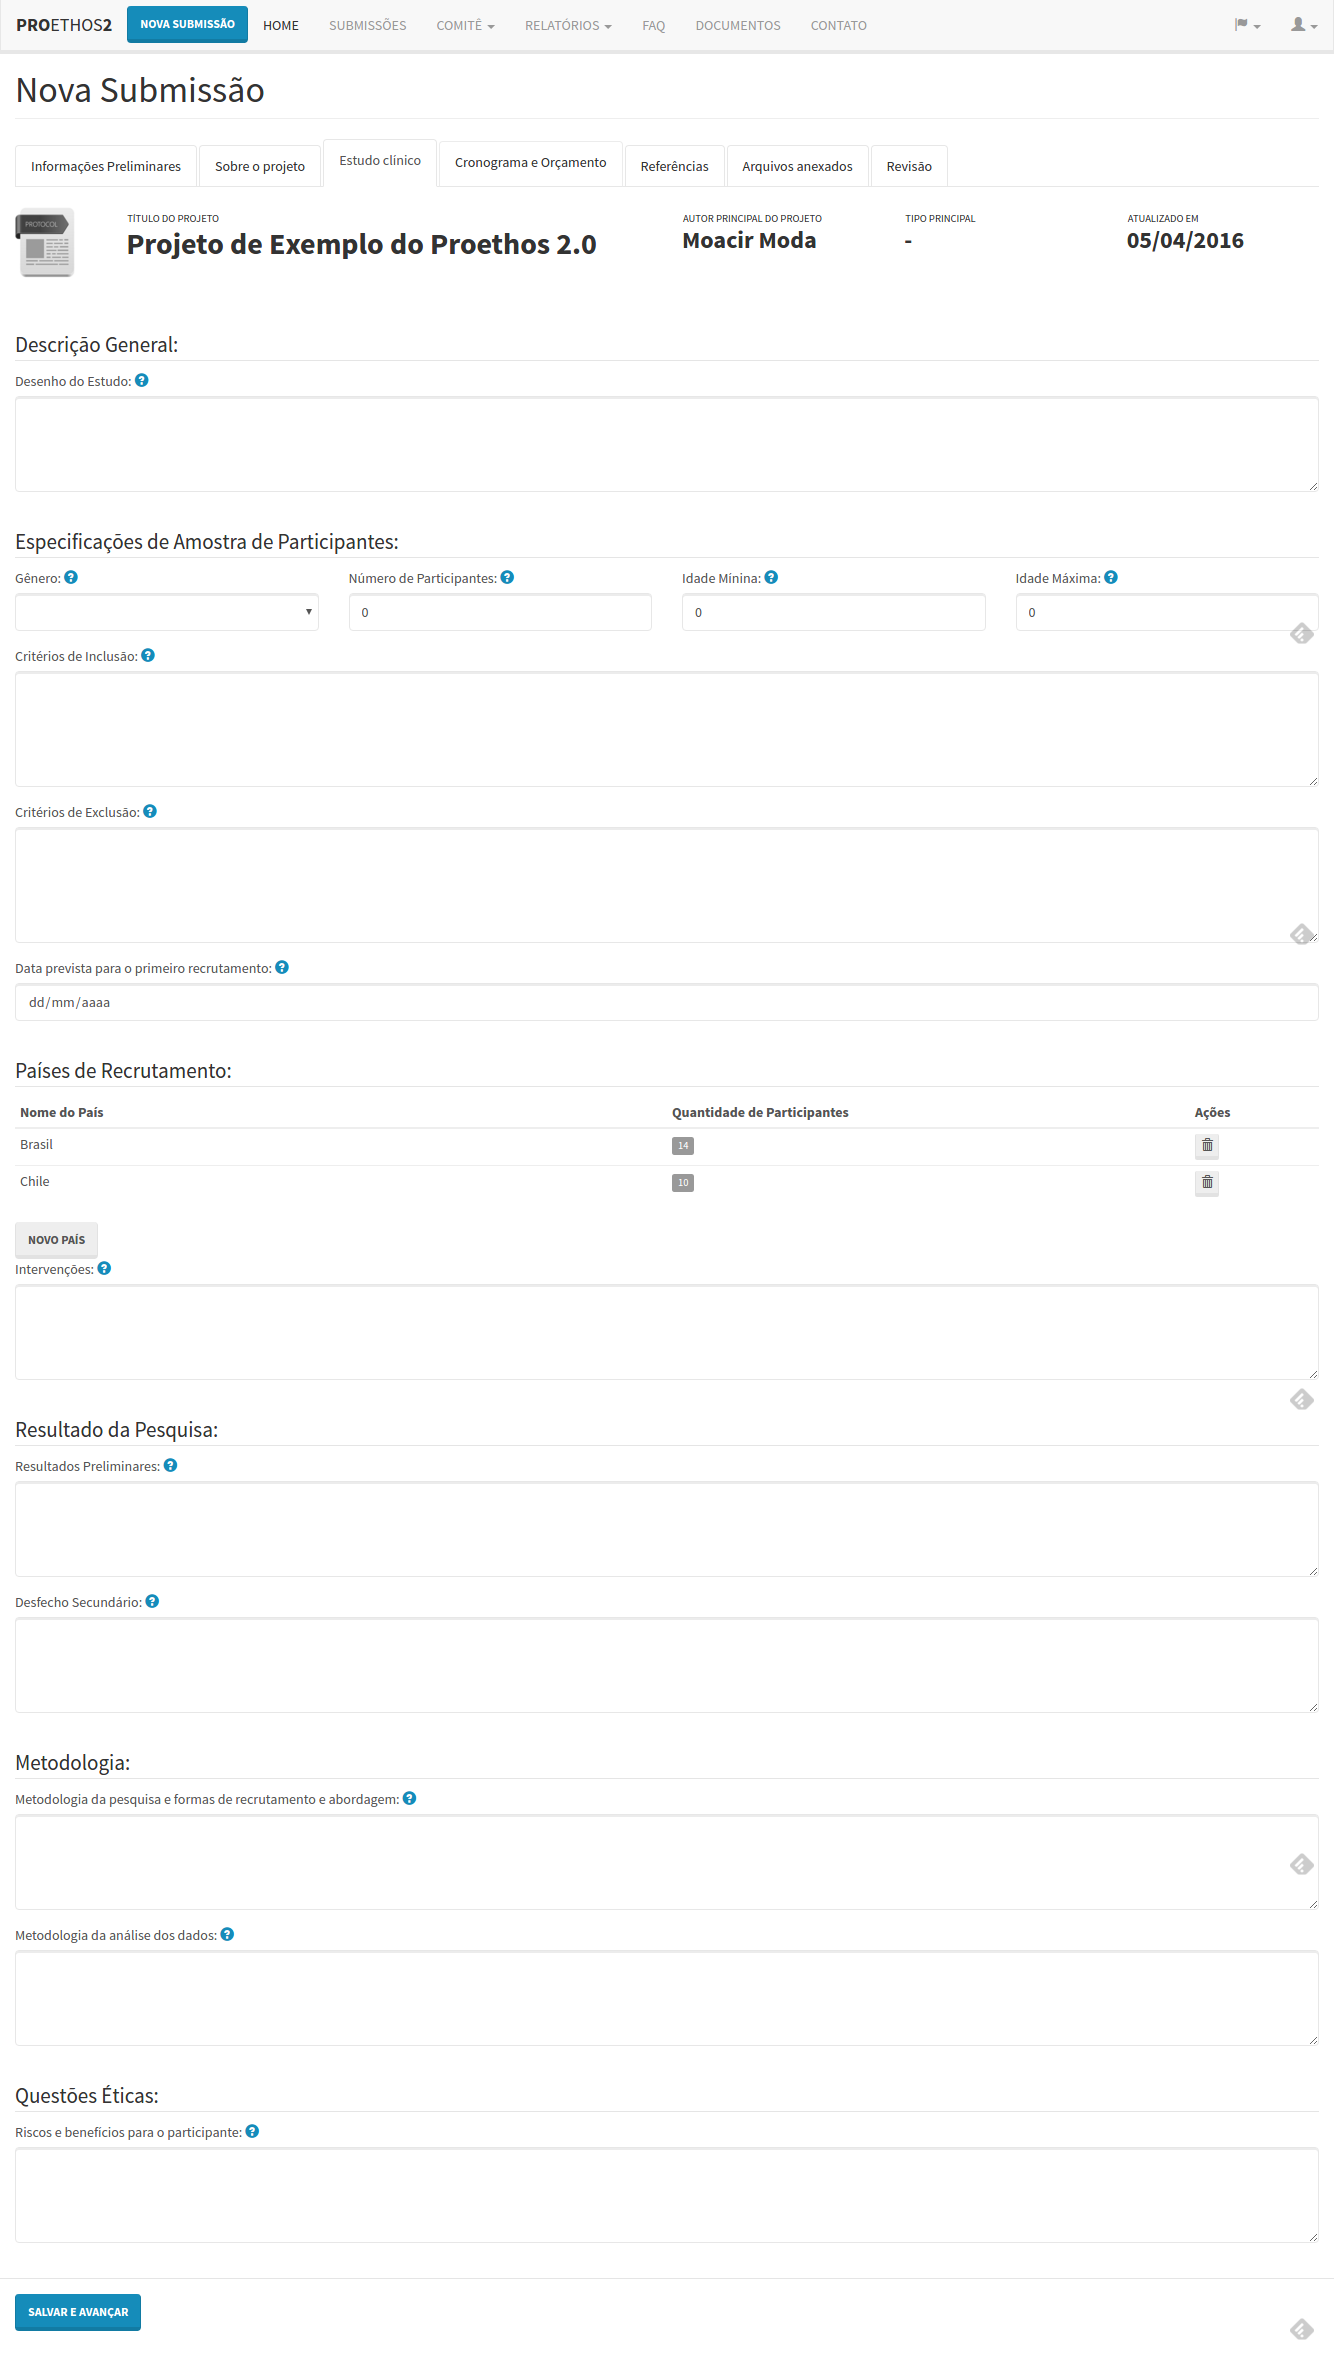 PROETHOS2 NOVA SUBMISSÃO HOME SUBMISSÕES COMITÊ RELATÓRIOS FAQ DOCUMENTOS CONTATO
Nova Submissão
Informações Preliminares Sobre o projeto Estudo clínico Cronograma e Orçamento Referências Arquivos anexados Revisão
PROTOCOL
TÍTULO DO PROJETO AUTOR PRINCIPAL DO PROJETO TIPO PRINCIPAL ATUALIZADO EM
Projeto de Exemplo do Proethos 2.0 Moacir Moda - 05/04/2016
Descrição General:
Desenho do Estudo: ?
Especificações de Amostra de Participantes:
Gênero: ? Número de Participantes: ? Idade Mínina: ? Idade Máxima: ?
0 0 0
Critérios de Inclusão: ?
Critérios de Exclusão: ?
Data prevista para o primeiro recrutamento: ?
dd/mm/aaaa
Países de Recrutamento:
Nome do País Quantidade de Participantes Ações
Brasil 14
Chile 10
NOVO PAÍS
Intervenções: ?
Resultado da Pesquisa:
Resultados Preliminares: ?
Desfecho Secundário: ?
Metodologia:
Metodologia da pesquisa e formas de recrutamento e abordagem: ?
Metodologia da análise dos dados: ?
Questões Éticas:
Riscos e benefícios para o participante: ?
SALVAR E AVANÇAR